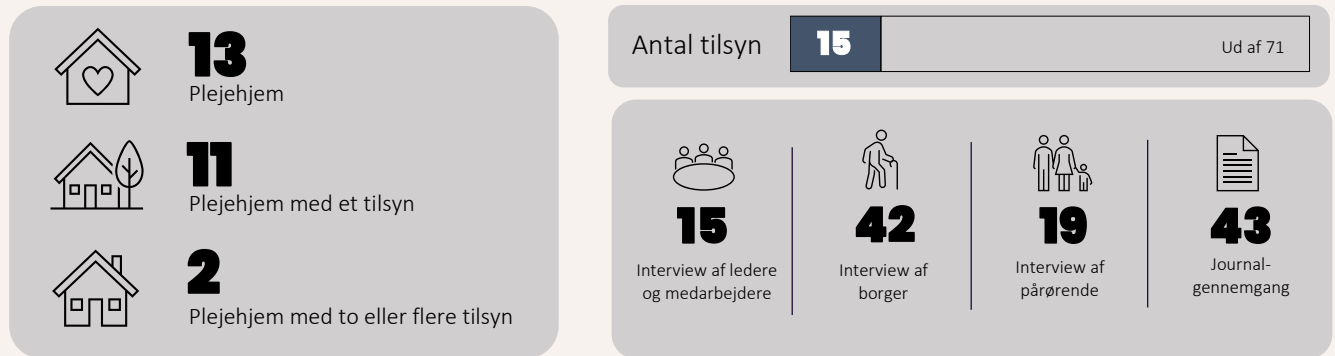 13
Plejehjem
11
Plejehjem med et tilsyn
2
Plejehjem med to eller flere tilsyn
Antal tilsyn
15
Ud af 71
15
Interview af ledere
og medarbejdere
42
Interview af
borger
19
Interview af
pårørende
43
Journal-
gennemgang